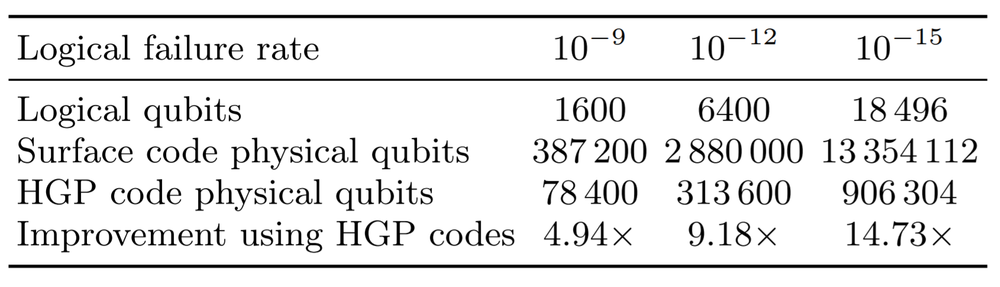 Logical failure rate 10⁻⁹ 10⁻¹² 10⁻¹⁵
Logical qubits 1600 6400 18 496
Surface code physical qubits 387 200 2 880 000 13 354 112
HGP code physical qubits 78 400 313 600 906 304
Improvement using HGP codes 4.94× 9.18× 14.73×